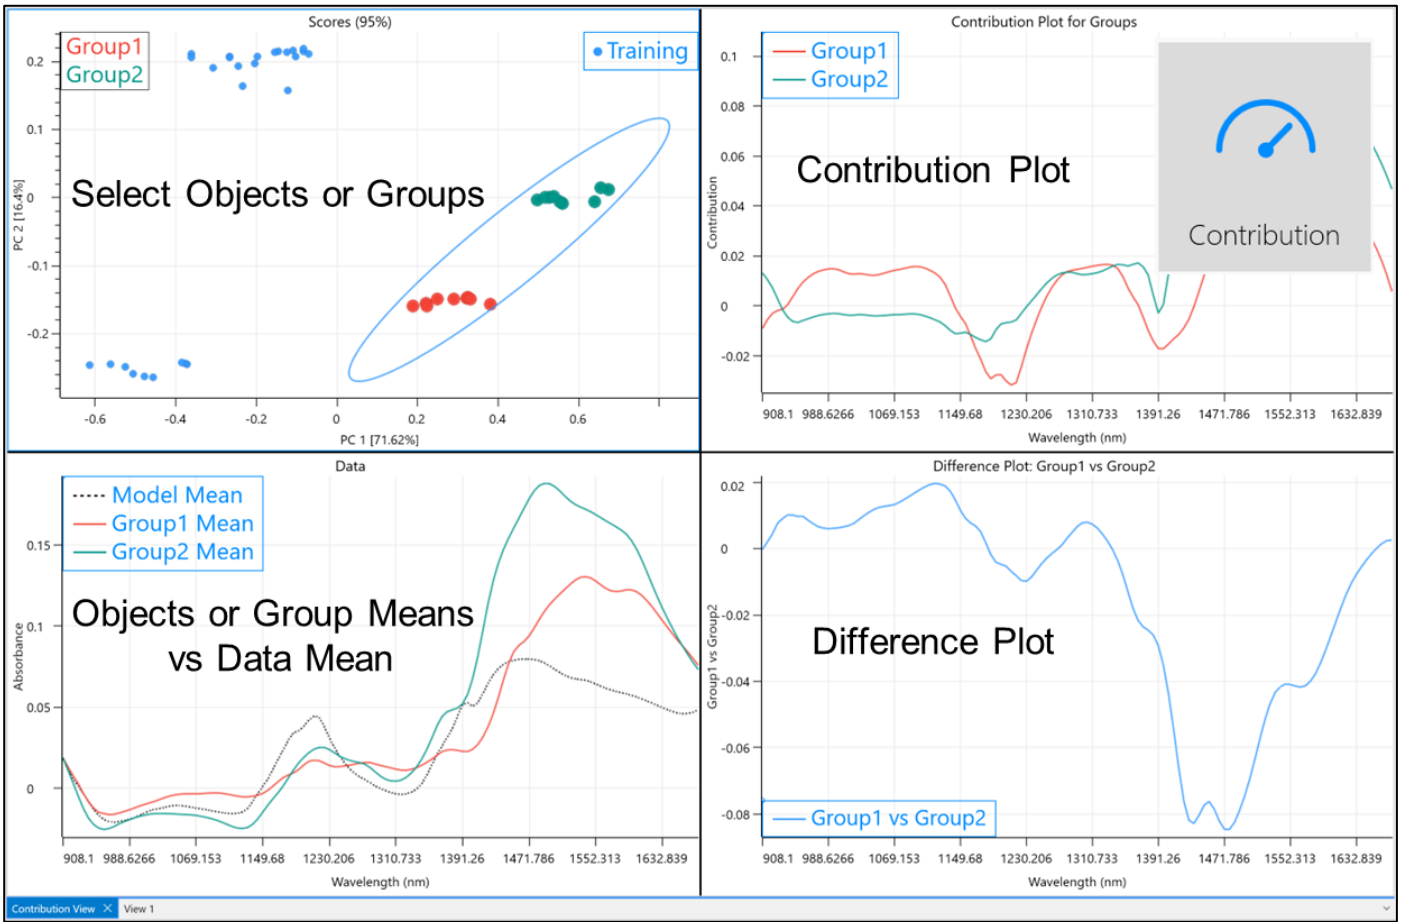 Scores (95%)
Group1
Group2
Training
Select Objects or Groups
PC 2 [16.4%]
0.2
0.1
0
-0.1
-0.2
-0.6
-0.4
-0.2
0
0.2
0.4
0.6
PC 1 [71.62%]
Contribution Plot for Groups
Group1
Group2
Contribution Plot
Contribution
Contribution
0.1
0.08
0.06
0.04
0.02
0
-0.02
908.1 988.6266 1069.153 1149.68 1230.206 1310.733 1391.26 1471.786 1552.313 1632.839
Wavelength (nm)
Data
Model Mean
Group1 Mean
Group2 Mean
Objects or Group Means
vs Data Mean
Absorbance
0.15
0.1
0.05
0
908.1 988.6266 1069.153 1149.68 1230.206 1310.733 1391.26 1471.786 1552.313 1632.839
Wavelength (nm)
Difference Plot: Group1 vs Group2
Difference Plot
Group1 vs Group2
0.02
0
-0.02
-0.04
-0.06
-0.08
Group1 vs Group2
908.1 988.6266 1069.153 1149.68 1230.206 1310.733 1391.26 1471.786 1552.313 1632.839
Wavelength (nm)
Contribution View
View 1